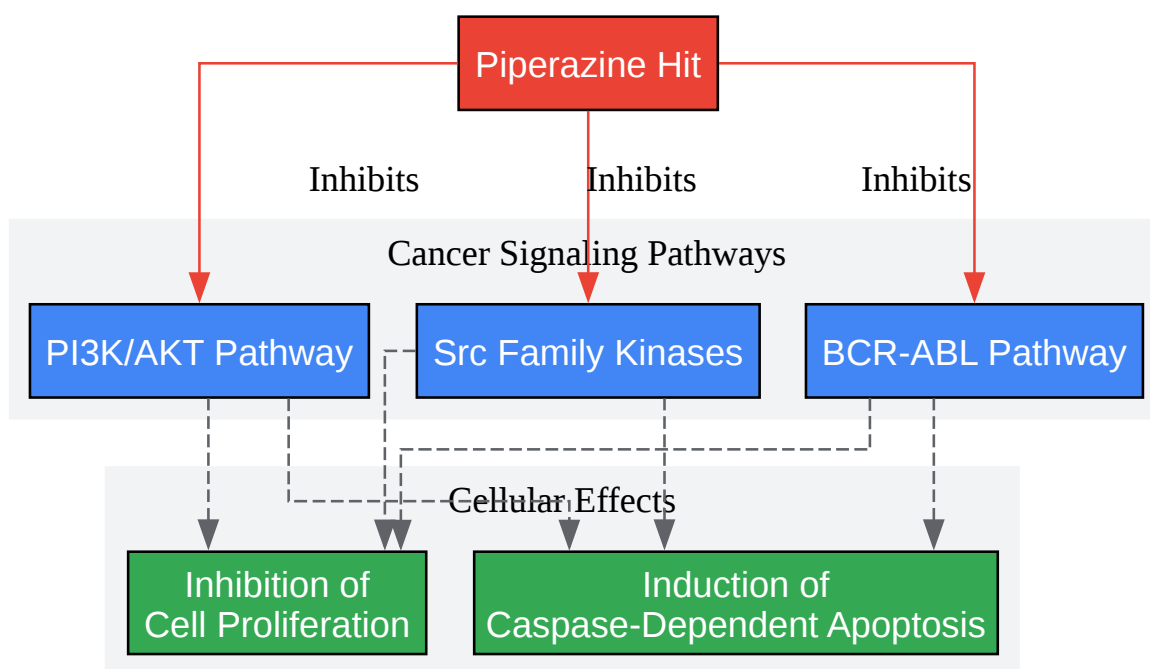 Piperazine Hit
Inhibits
Inhibits
Inhibits
Cancer Signaling Pathways
PI3K/AKT Pathway
Src Family Kinases
BCR-ABL Pathway
Cellular Effects
Inhibition of
Cell Proliferation
Induction of
Caspase-Dependent Apoptosis